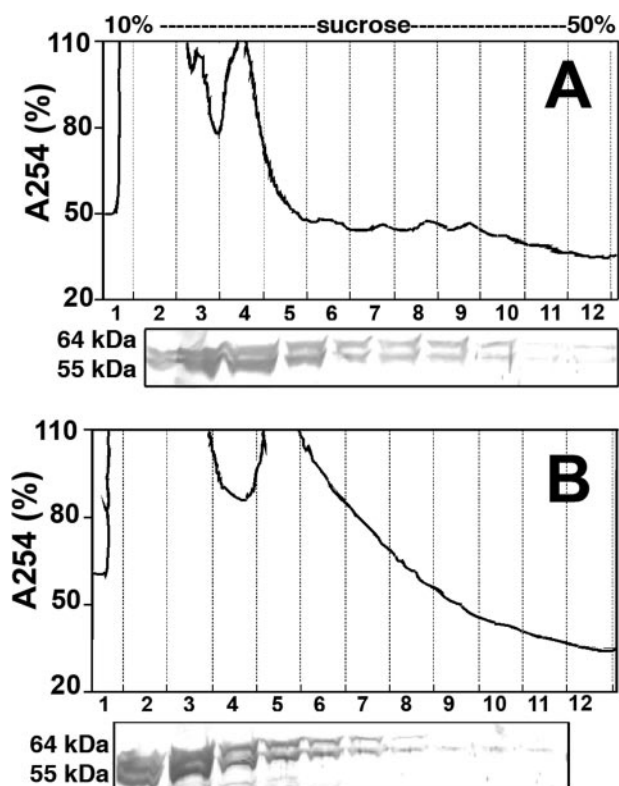 10% -------------------sucrose-------------------50%
A
A254 (%)
110
80
50
20
1 2 3 4 5 6 7 8 9 10 11 12
64 kDa
55 kDa
B
A254 (%)
110
80
50
20
1 2 3 4 5 6 7 8 9 10 11 12
64 kDa
55 kDa